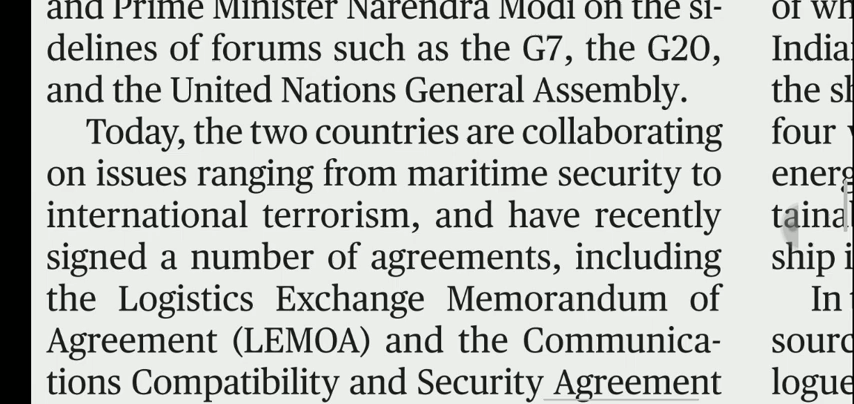 and Prime Minister Narendra Modi on the si-
delines of forums such as the G7, the G20,
and the United Nations General Assembly.
Today, the two countries are collaborating
on issues ranging from maritime security to
international terrorism, and have recently
signed a number of agreements, including
the Logistics Exchange Memorandum of
Agreement (LEMOA) and the Communica-
tions Compatibility and Security Agreement
of
the
four
ship
In